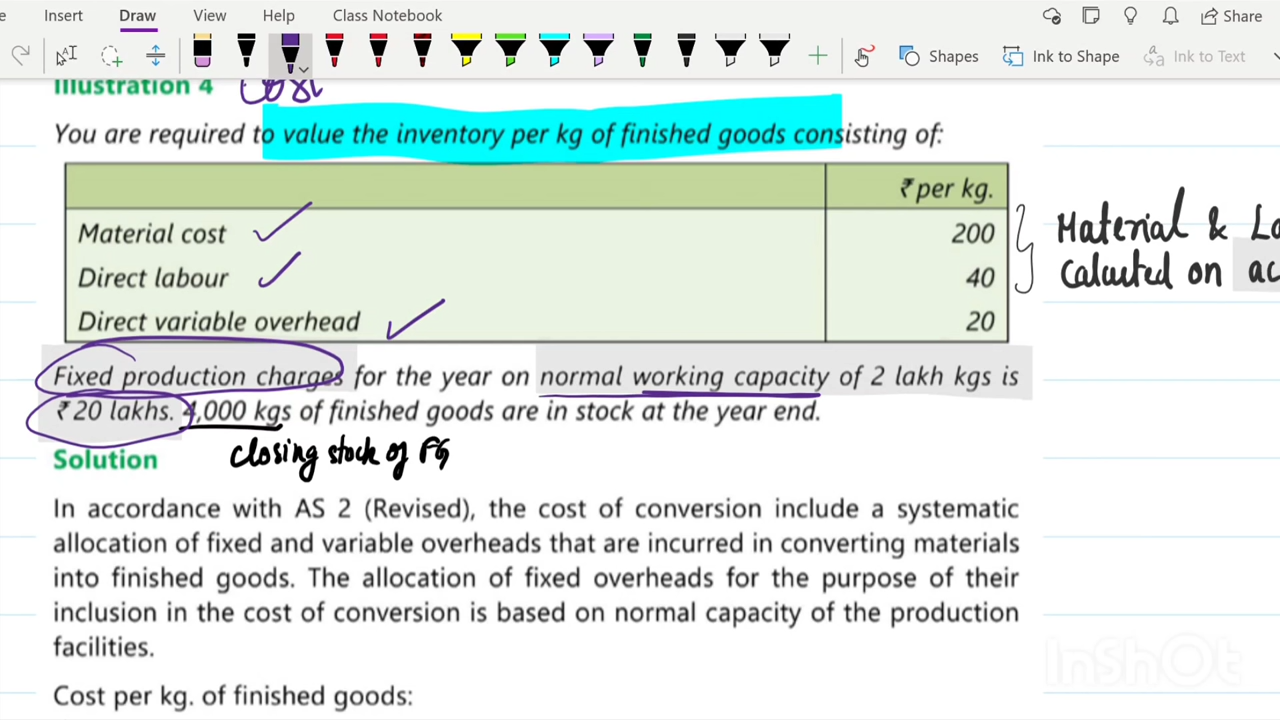 Insert Draw View Help Class Notebook Share
Shapes Ink to Shape Ink to Text
Illustration 4 Cost
You are required to value the inventory per kg of finished goods consisting of:
₹ per kg.
Material cost 200
Direct labour 40
Direct variable overhead 20
Material &
Calcuted on
Fixed production charges for the year on normal working capacity of 2 lakh kgs is
₹ 20 lakhs. 4,000 kgs of finished goods are in stock at the year end.
closing stock of FG
Solution
In accordance with AS 2 (Revised), the cost of conversion include a systematic
allocation of fixed and variable overheads that are incurred in converting materials
into finished goods. The allocation of fixed overheads for the purpose of their
inclusion in the cost of conversion is based on normal capacity of the production
facilities.
InShOt
Cost per kg. of finished goods: